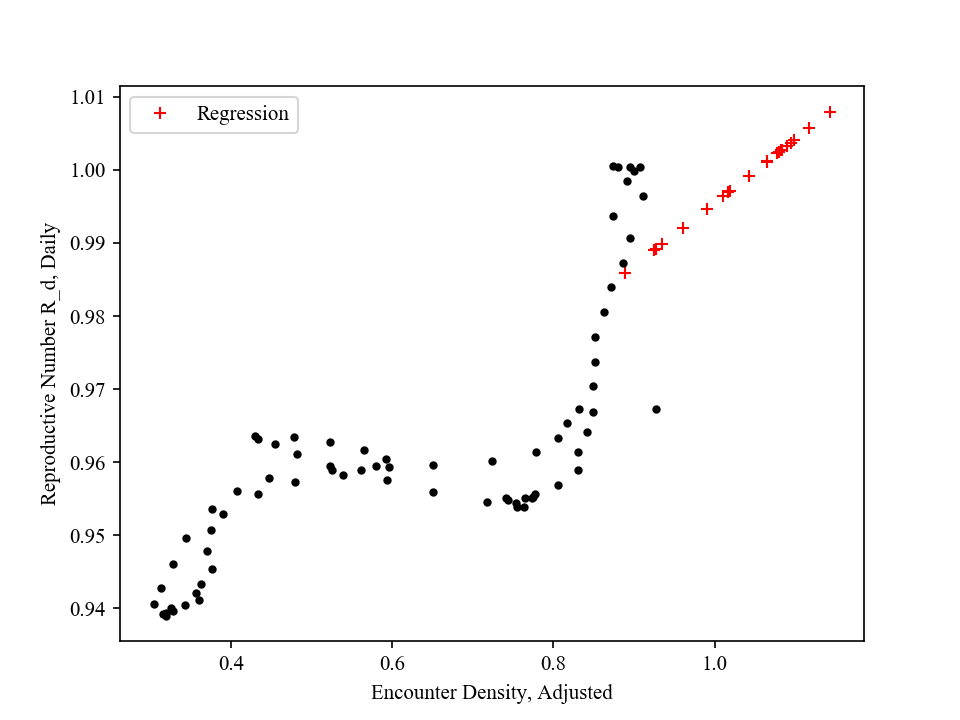 Regression
1.01
1.00
0.99
0.98
0.97
0.96
0.95
0.94
Reproductive Number R_d, Daily
0.4 0.6 0.8 1.0
Encounter Density, Adjusted